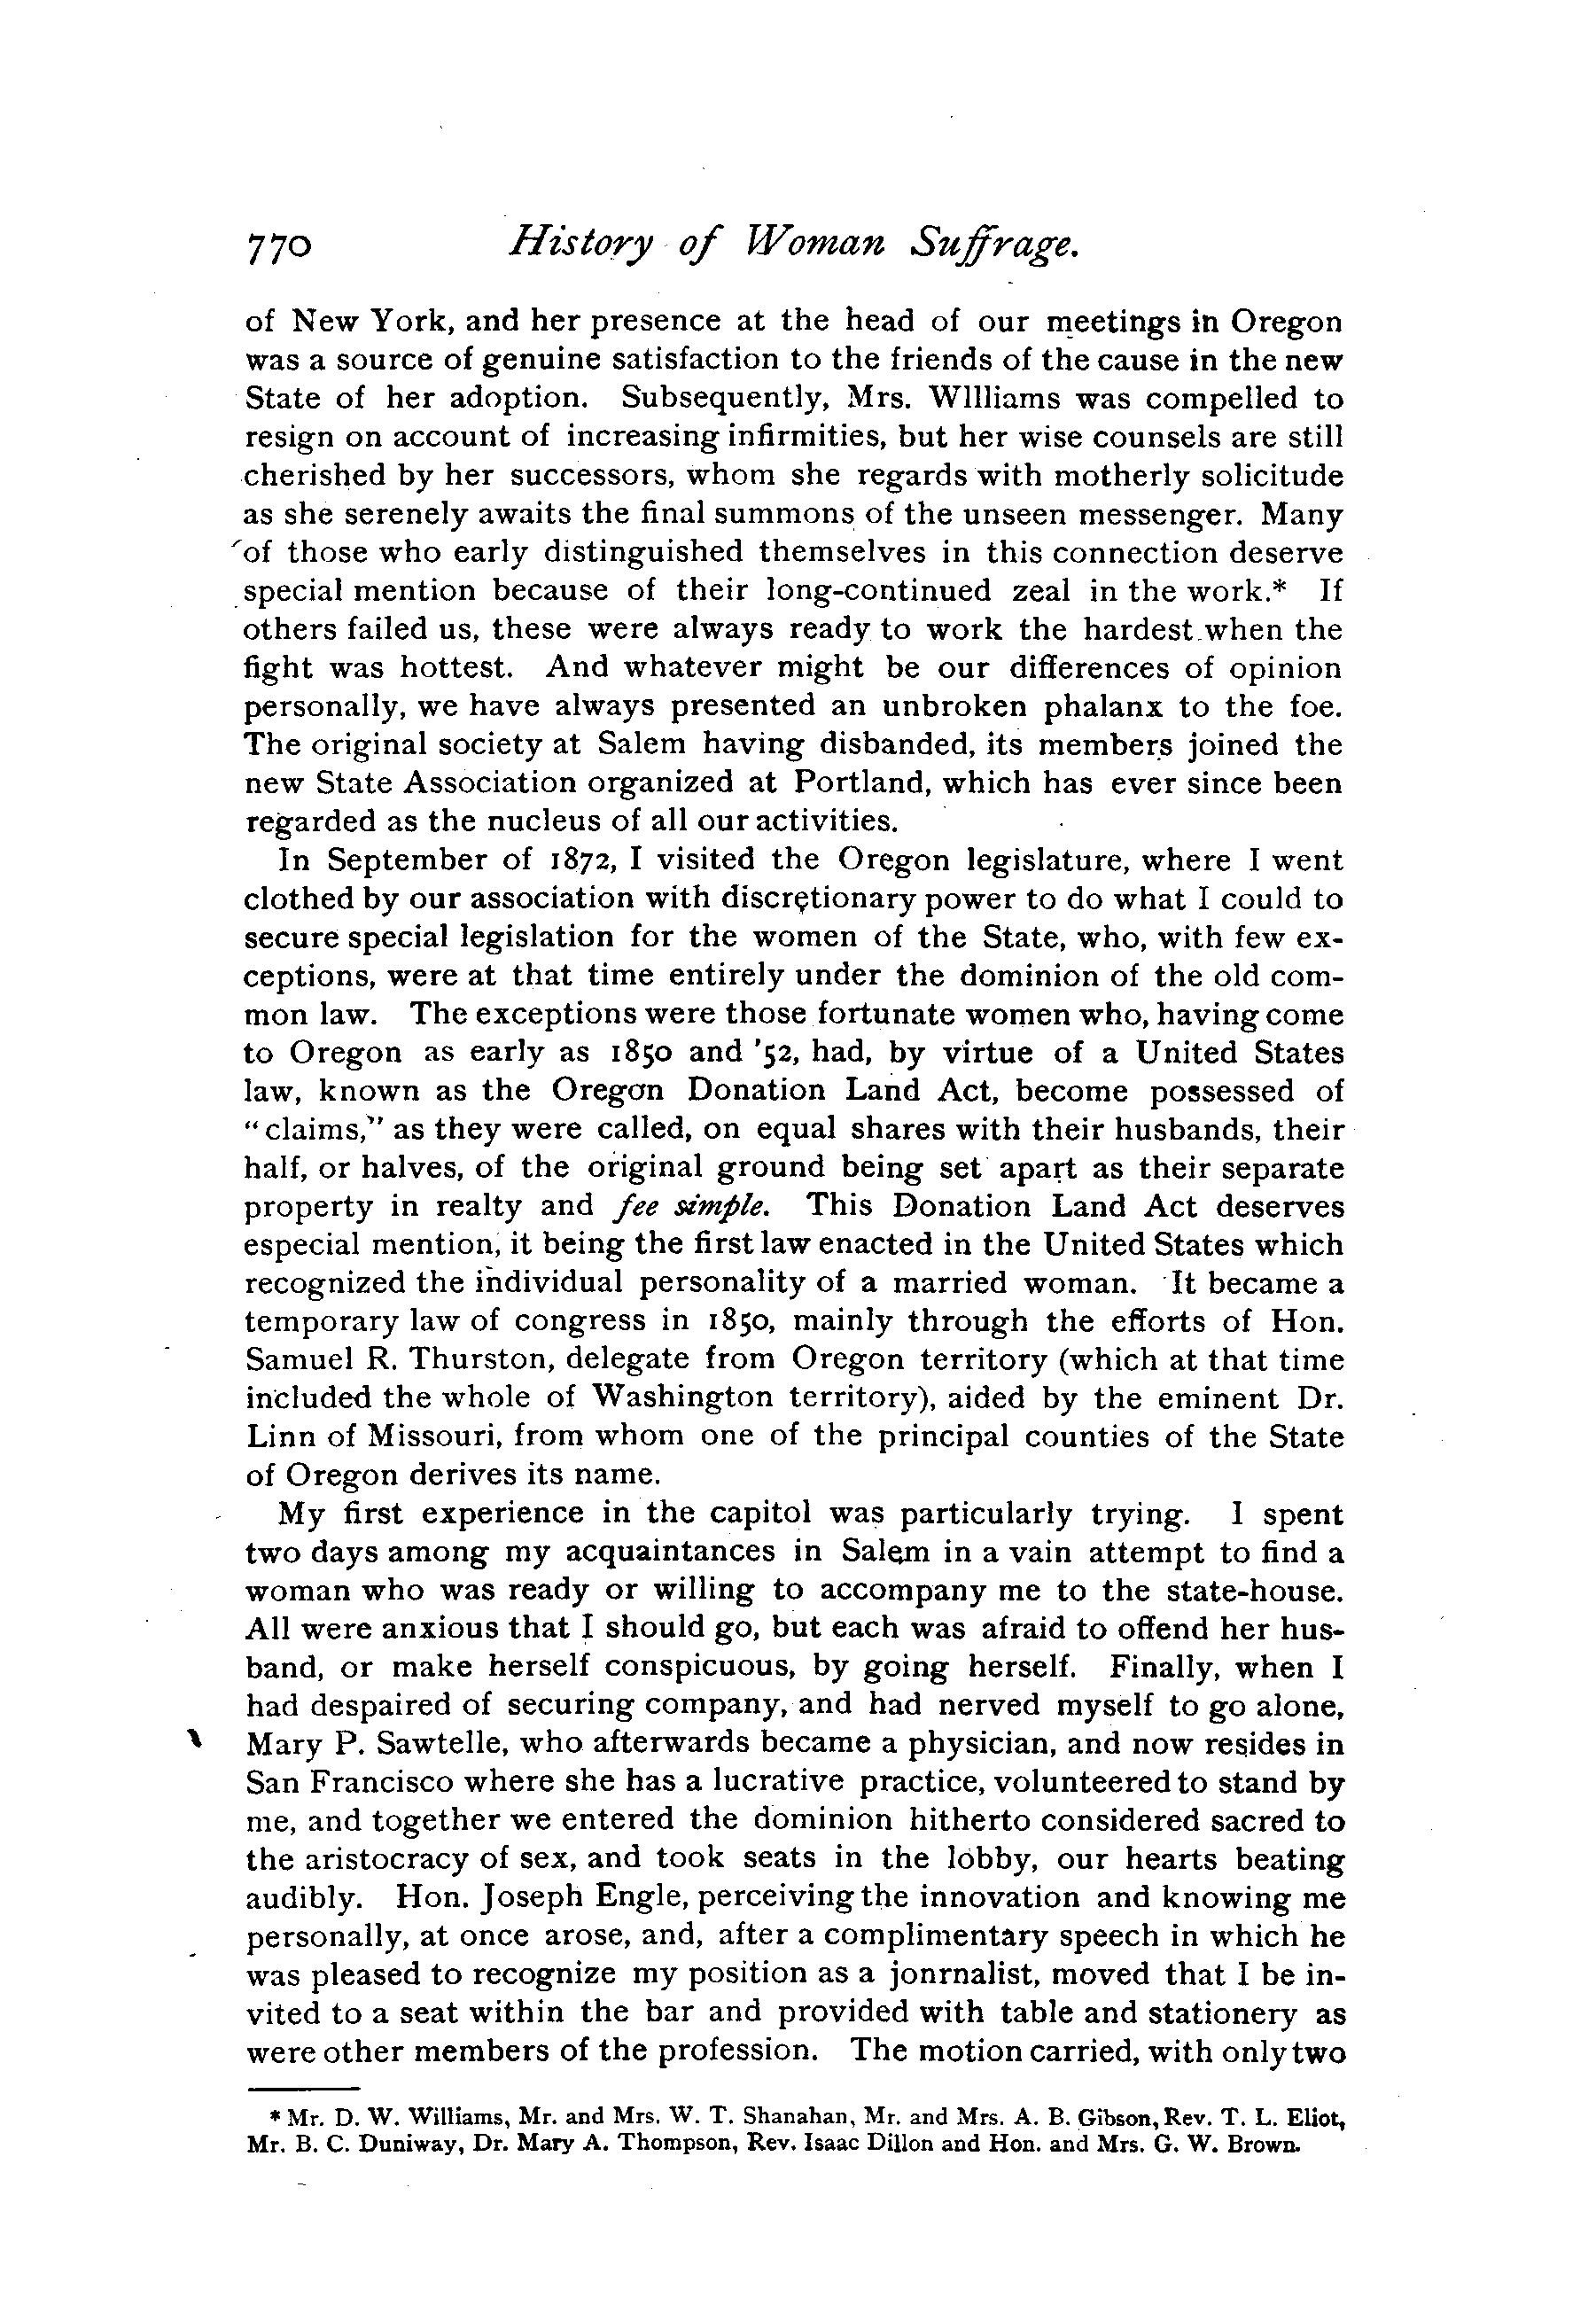 770 History of Woman Suffrage.
of New York, and her presence at the head of our meetings in Oregon
was a source of genuine satisfaction to the friends of the cause in the new
State of her adoption. Subsequently, Mrs. Wllliams was compelled to
resign on account of increasing infirmities, but her wise counsels are still
cherished by her successors, whom she regards with motherly solicitude
as she serenely awaits the final summons of the unseen messenger. Many
of those who early distinguished themselves in this connection deserve
special mention because of their long-continued zeal in the work.* If
others failed us, these were always ready to work the hardest when the
fight was hottest. And whatever might be our differences of opinion
personally, we have always presented an unbroken phalanx to the foe.
The original society at Salem having disbanded, its members joined the
new State Association organized at Portland, which has ever since been
regarded as the nucleus of all our activities.
In September of 1872, I visited the Oregon legislature, where I went
clothed by our association with discretionary power to do what I could to
secure special legislation for the women of the State, who, with few ex-
ceptions, were at that time entirely under the dominion of the old com-
mon law. The exceptions were those fortunate women who, having come
to Oregon as early as 1850 and '52, had, by virtue of a United States
law, known as the Oregon Donation Land Act, become possessed of
"claims," as they were called, on equal shares with their husbands, their
half, or halves, of the original ground being set apart as their separate
property in realty and fee simple. This Donation Land Act deserves
especial mention, it being the first law enacted in the United States which
recognized the individual personality of a married woman. It became a
temporary law of congress in 1850, mainly through the efforts of Hon.
Samuel R. Thurston, delegate from Oregon territory (which at that time
included the whole of Washington territory), aided by the eminent Dr.
Linn of Missouri, from whom one of the principal counties of the State
of Oregon derives its name.
My first experience in the capitol was particularly trying. I spent
two days among my acquaintances in Salem in a vain attempt to find a
woman who was ready or willing to accompany me to the state-house.
All were anxious that I should go, but each was afraid to offend her hus-
band, or make herself conspicuous, by going herself. Finally, when I
had despaired of securing company, and had nerved myself to go alone,
Mary P. Sawtelle, who afterwards became a physician, and now resides in
San Francisco where she has a lucrative practice, volunteered to stand by
me, and together we entered the dominion hitherto considered sacred to
the aristocracy of sex, and took seats in the lobby, our hearts beating
audibly. Hon. Joseph Engle, perceiving the innovation and knowing me
personally, at once arose, and, after a complimentary speech in which he
was pleased to recognize my position as a jonrnalist, moved that I be in-
vited to a seat within the bar and provided with table and stationery as
were other members of the profession. The motion carried, with only two
* Mr. D. W. Williams, Mr. and Mrs. W. T. Shanahan, Mr. and Mrs. A. B. Gibson, Rev. T. L. Eliot,
Mr. B. C. Duniway, Dr. Mary A. Thompson, Rev. Isaac Dillon and Hon. and Mrs. G. W. Brown.